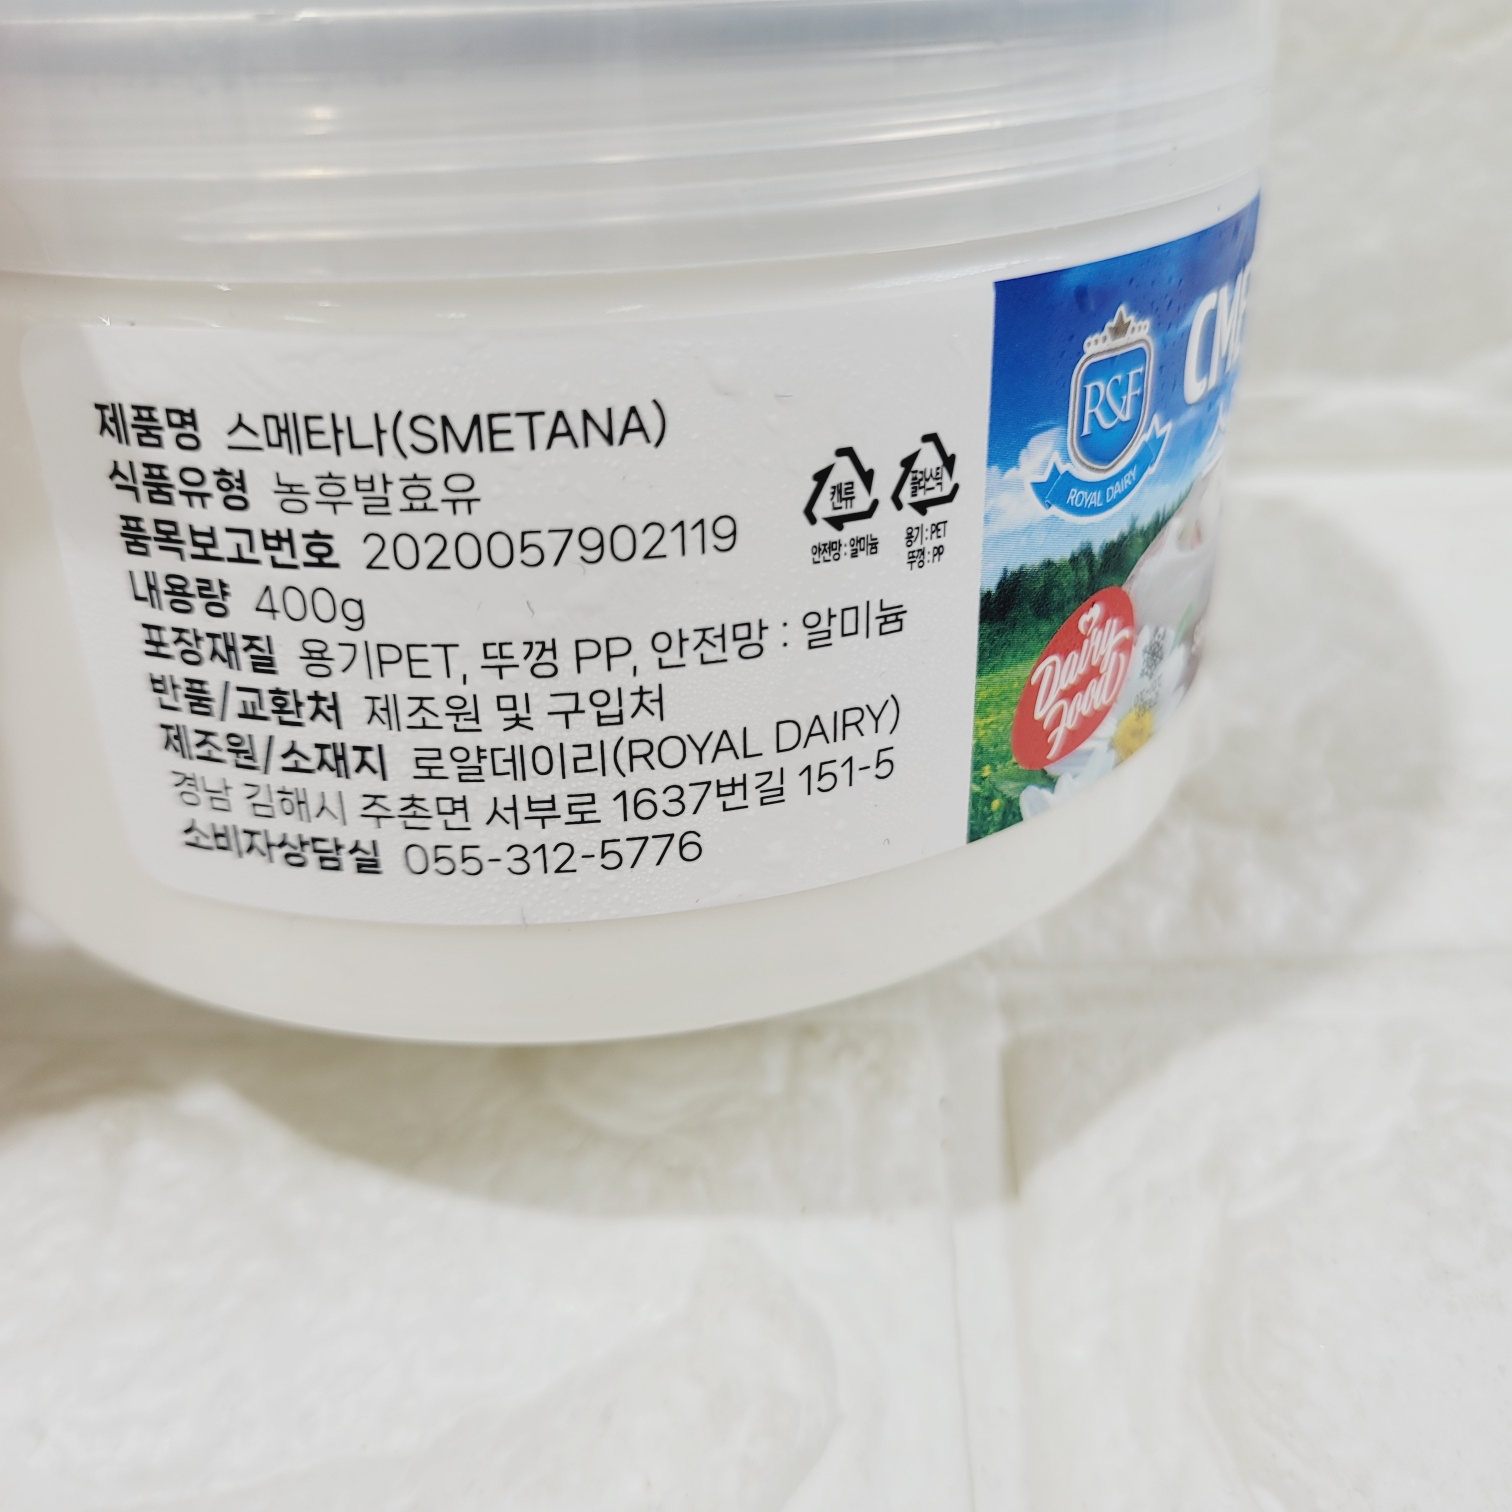 제품명 스메타나(SMETANA)
식품유형 농후발효유
품목보고번호 2020057902119
내용량 400g
포장재질 용기PET, 뚜껑 PP, 안전망 : 알미늄
반품/교환처 제조원 및 구입처
제조원/소재지 로얄데이리(ROYAL DAIRY)
경남 김해시 주촌면 서부로 1637번길 151-5
소비자상담실 055-312-5776
캔류
안전망 : 알미늄
플라스틱
용기 : PET
뚜껑 : PP
R&F
ROYAL DAIRY
Dairy
Food